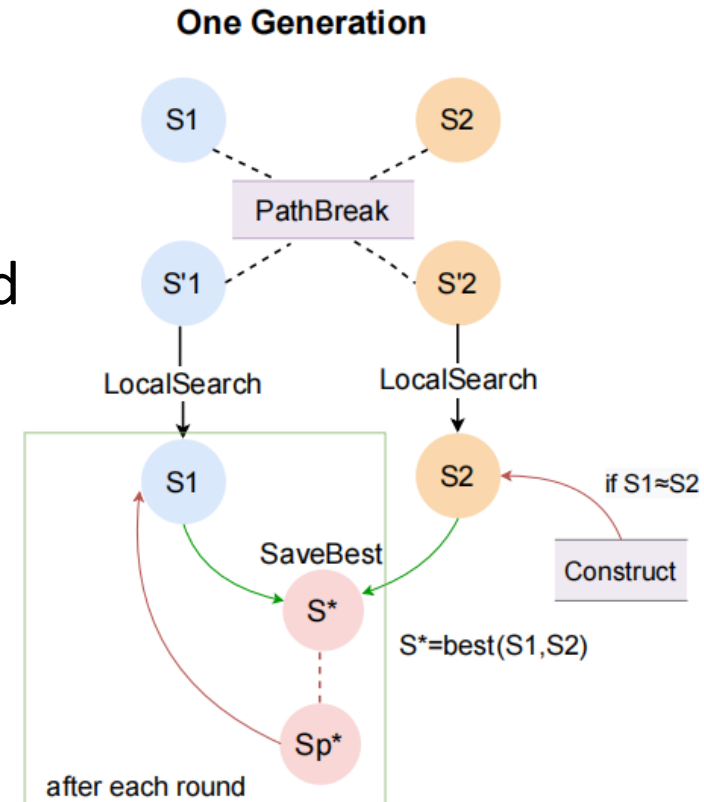 One Generation
S1
S2
PathBreak
d
S'1
S'2
LocalSearch
LocalSearch
S1
S2
if S1≈S2
SaveBest
Construct
S*
S*=best(S1,S2)
Sp*
after each round